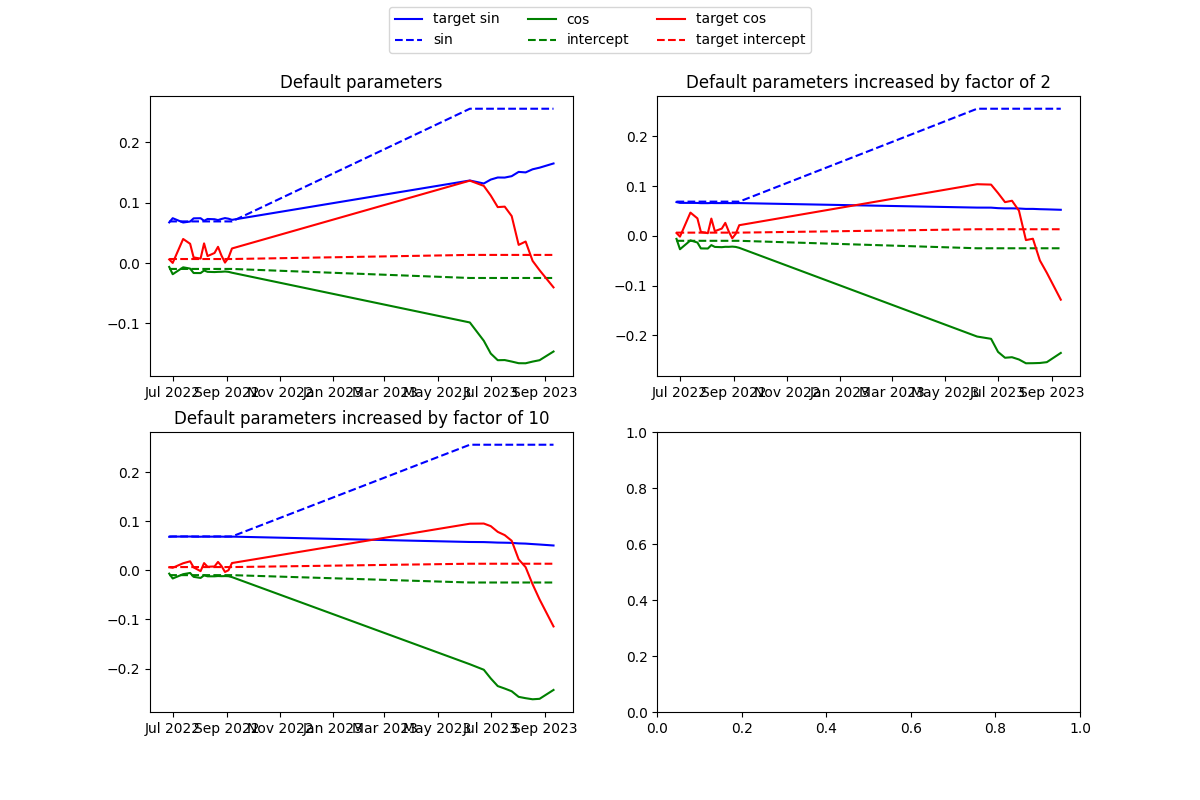 target sin cos target cos
sin intercept target intercept
Default parameters Default parameters increased by factor of 2
0.2
0.1
0.0
−0.1
Jul 2022 Sep 2022 Nov 2022 Jan 2023 Mar 2023 May 2023 Jul 2023 Sep 2023
0.2
0.1
0.0
−0.1
−0.2
Jul 2022 Sep 2022 Nov 2022 Jan 2023 Mar 2023 May 2023 Jul 2023 Sep 2023
Default parameters increased by factor of 10
0.2
0.1
0.0
−0.1
−0.2
Jul 2022 Sep 2022 Nov 2022 Jan 2023 Mar 2023 May 2023 Jul 2023 Sep 2023
1.0
0.8
0.6
0.4
0.2
0.0
0.0 0.2 0.4 0.6 0.8 1.0